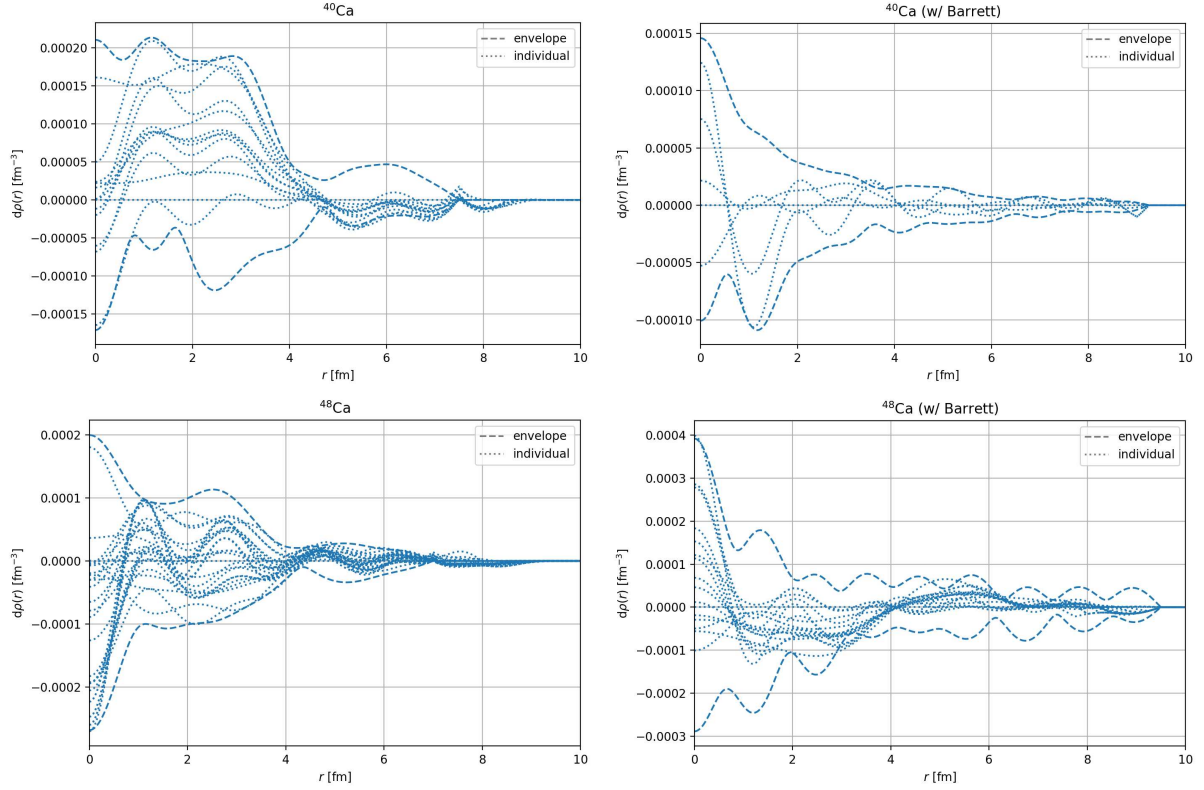 ⁴⁰Ca
dρ(r) [fm⁻³]
0.00020
0.00015
0.00010
0.00005
0.00000
−0.00005
−0.00010
−0.00015
envelope
individual
0 2 4 6 8 10
r [fm]
⁴⁰Ca (w/ Barrett)
dρ(r) [fm⁻³]
0.00015
0.00010
0.00005
0.00000
−0.00005
−0.00010
envelope
individual
0 2 4 6 8 10
r [fm]
⁴⁸Ca
dρ(r) [fm⁻³]
0.0002
0.0001
0.0000
−0.0001
−0.0002
envelope
individual
0 2 4 6 8 10
r [fm]
⁴⁸Ca (w/ Barrett)
dρ(r) [fm⁻³]
0.0004
0.0003
0.0002
0.0001
0.0000
−0.0001
−0.0002
−0.0003
envelope
individual
0 2 4 6 8 10
r [fm]